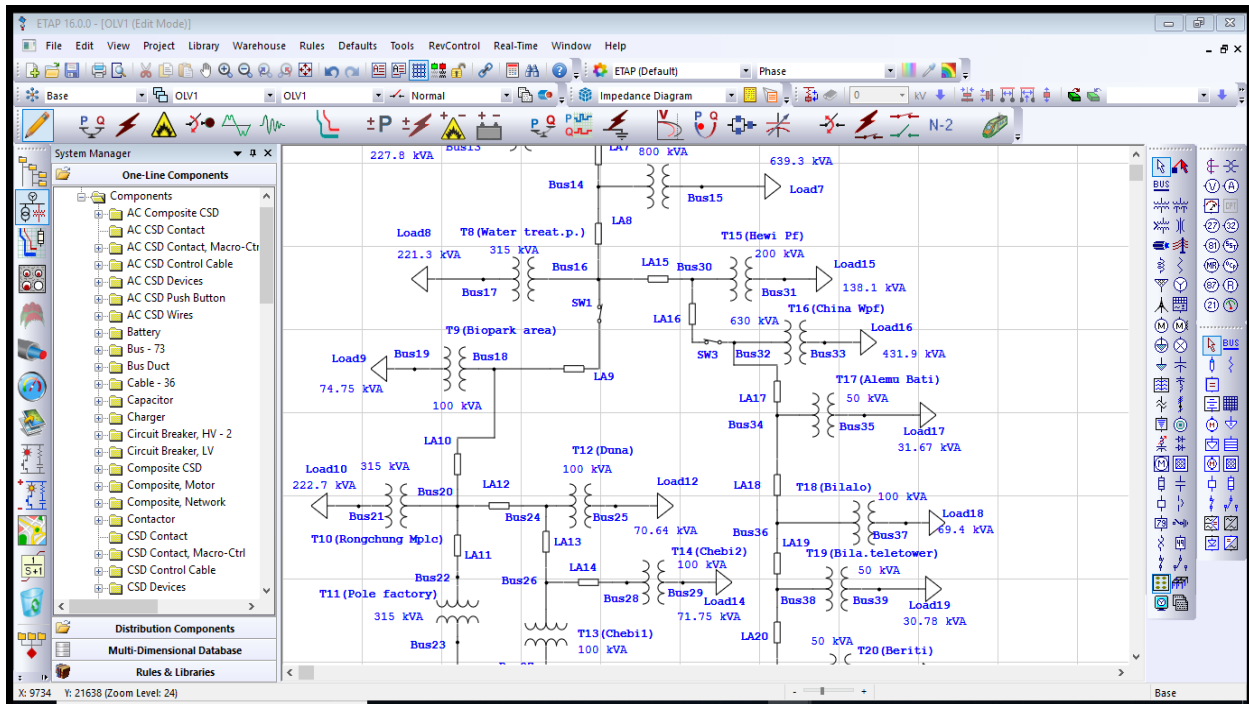 ETAP 16.0.0 - [OLV1 (Edit Mode)]
File Edit View Project Library Warehouse Rules Defaults Tools RevControl Real-Time Window Help
ETAP (Default) Phase
Base OLV1 OLV1 Normal Impedance Diagram 0 kV
N-2
System Manager
One-Line Components
Components
AC Composite CSD
AC CSD Contact
AC CSD Contact, Macro-Ctr
AC CSD Control Cable
AC CSD Devices
AC CSD Push Button
AC CSD Wires
Battery
Bus - 73
Bus Duct
Cable - 36
Capacitor
Charger
Circuit Breaker, HV - 2
Circuit Breaker, LV
Composite CSD
Composite, Motor
Composite, Network
Contactor
CSD Contact
CSD Contact, Macro-Ctrl
CSD Control Cable
CSD Devices
Distribution Components
Multi-Dimensional Database
Rules & Libraries
227.8 kVA Bus13 LA7 800 kVA 639.3 kVA
Bus14 Bus15 Load7
LA8
Load8 T8(Water treat.p.) T15(Hewi Pf)
221.3 kVA 315 kVA 200 kVA
Bus16 LA15 Bus30 Load15
Bus17 Bus31 138.1 kVA
SW1 T16(China Wpf)
LA16 630 kVA Load16
T9(Biopark area)
Load9 Bus19 Bus18 SW3 Bus32 Bus33 431.9 kVA
74.75 kVA LA9 T17(Alemu Bati)
100 kVA LA17 50 kVA
Bus34 Bus35 Load17
LA10 31.67 kVA
T12(Duna)
Load10 315 kVA 100 kVA
222.7 kVA LA12 Load12 LA18 T18(Bilalo)
Bus20 100 kVA
Bus21 Bus24 Bus25 Load18
T10(Rongchung Mplc) 70.64 kVA Bus36 Bus37 69.4 kVA
LA13 LA19
LA11 T14(Chebi2) T19(Bila.teletower)
100 kVA 50 kVA
Bus22 Bus26 LA14
T11(Pole factory) Bus28 Bus29 Load14 Bus38 Bus39 Load19
315 kVA 71.75 kVA 30.78 kVA
T13(Chebi1) LA20
Bus23 100 kVA 50 kVA
T20(Beriti)
BUS
BUS
X: 9734 Y: 21638 (Zoom Level: 24) Base